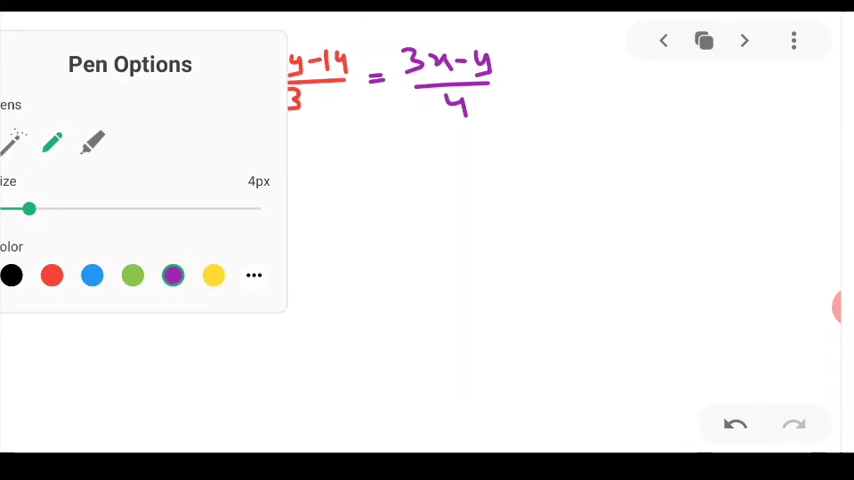 Pen Options
ens
ize
4px
olor
y-14 / 3 = 3x-y / 4